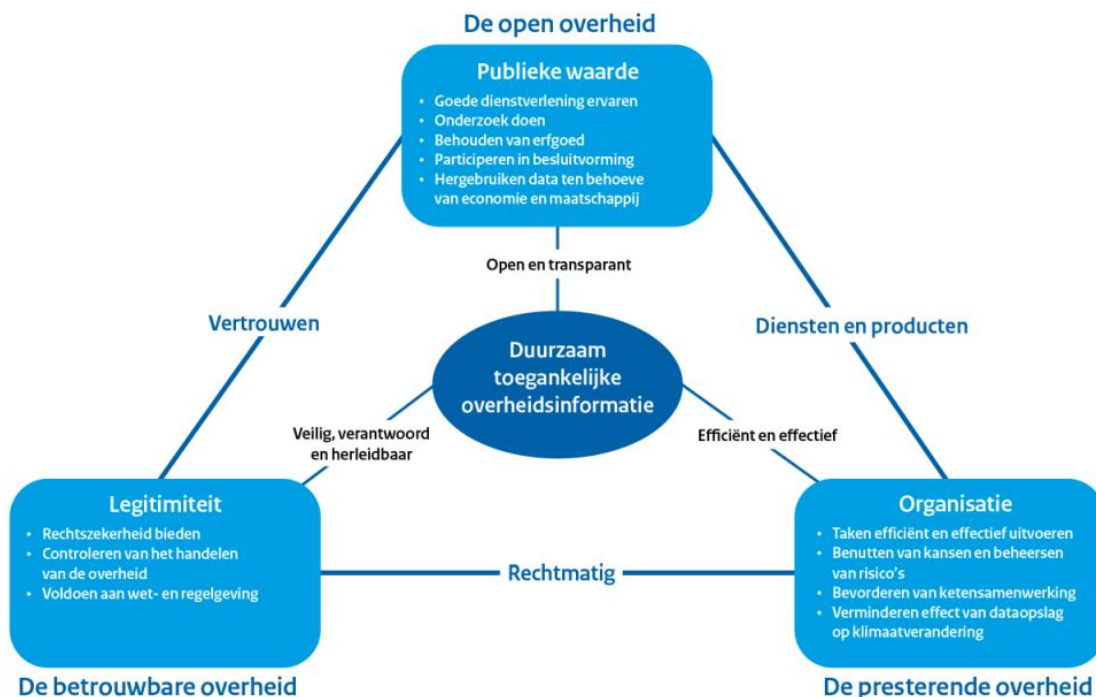 De open overheid
Publieke waarde
• Goede dienstverlening ervaren
• Onderzoek doen
• Behouden van erfgoed
• Participeren in besluitvorming
• Hergebruiken data ten behoeve
van economie en maatschappij
Open en transparant
Vertrouwen
Diensten en producten
Duurzaam
toegankelijke
overheidsinformatie
Veilig, verantwoord
en herleidbaar
Efficiënt en effectief
Legitimiteit
• Rechtszekerheid bieden
• Controleren van het handelen
van de overheid
• Voldoen aan wet- en regelgeving
Rechtmatig
Organisatie
• Taken efficiënt en effectief uitvoeren
• Benutten van kansen en beheersen
van risico's
• Bevorderen van ketensamenwerking
• Verminderen effect van dataopslag
op klimaatverandering
De betrouwbare overheid
De presterende overheid